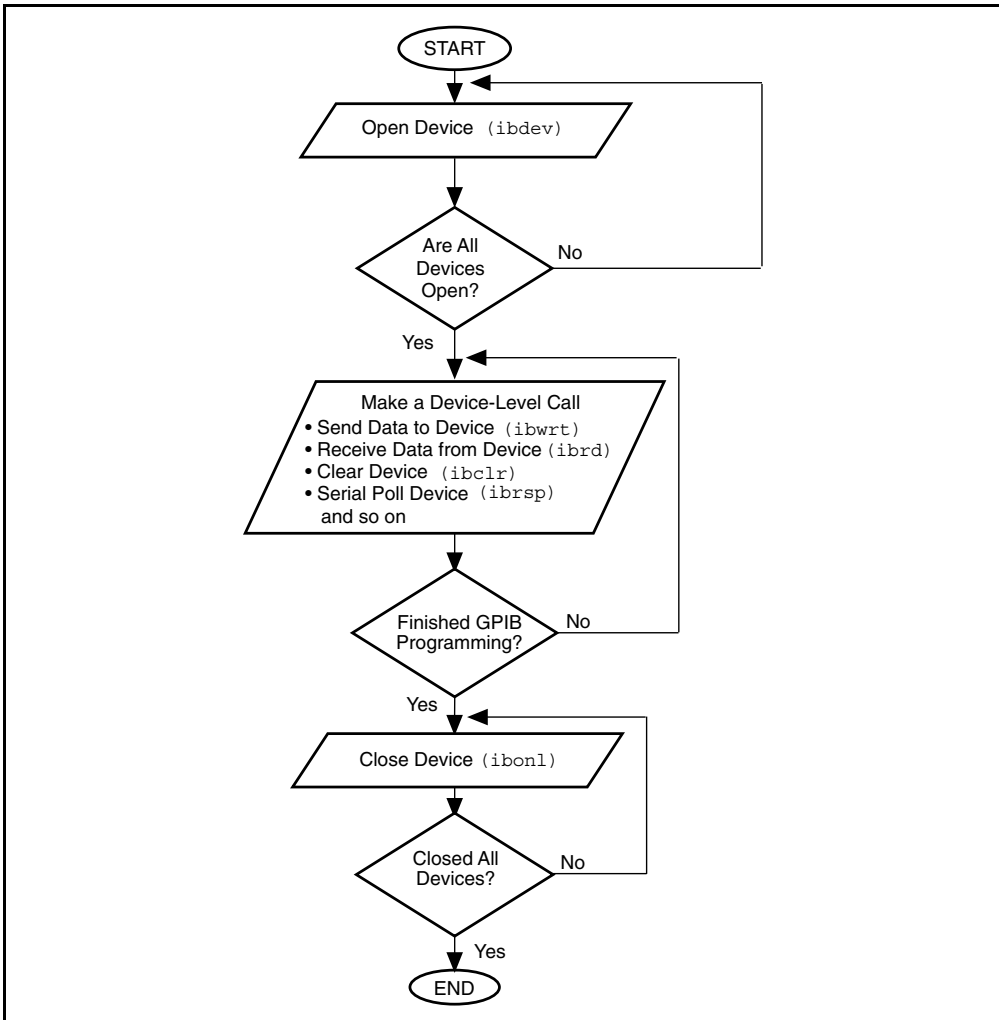 START
Open Device (ibdev)
Are All
Devices
Open?
No
Yes
Make a Device-Level Call
• Send Data to Device (ibwrt)
• Receive Data from Device (ibrd)
• Clear Device (ibclr)
• Serial Poll Device (ibrsp)
and so on
Finished GPIB
Programming?
No
Yes
Close Device (ibonl)
Closed All
Devices?
No
Yes
END